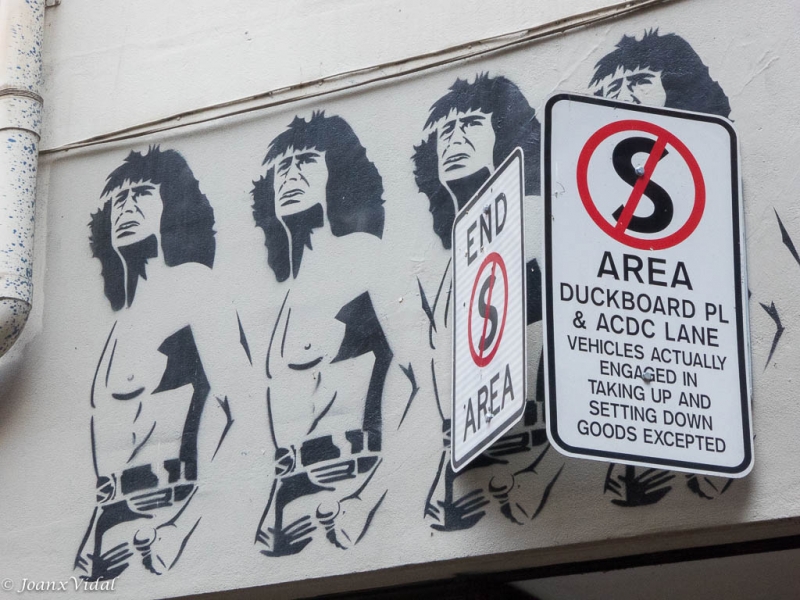 END
S
AREA
S
AREA
DUCKBOARD PL
& ACDC LANE
VEHICLES ACTUALLY
ENGAGED IN
TAKING UP AND
SETTING DOWN
GOODS EXCEPTED
© Joanx Vidal